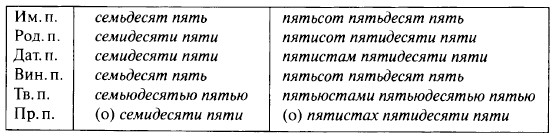 Им. п. семьдесят пять пятьсот пятьдесят пять
Род. п. семидесяти пяти пятисот пятидесяти пяти
Дат. п. семидесяти пяти пятистам пятидесяти пяти
Вин. п. семьдесят пять пятьсот пятьдесят пять
Тв. п. семьюдесятью пятью пятьюстами пятьюдесятью пятью
Пр. п. (о) семидесяти пяти (о) пятистах пятидесяти пяти